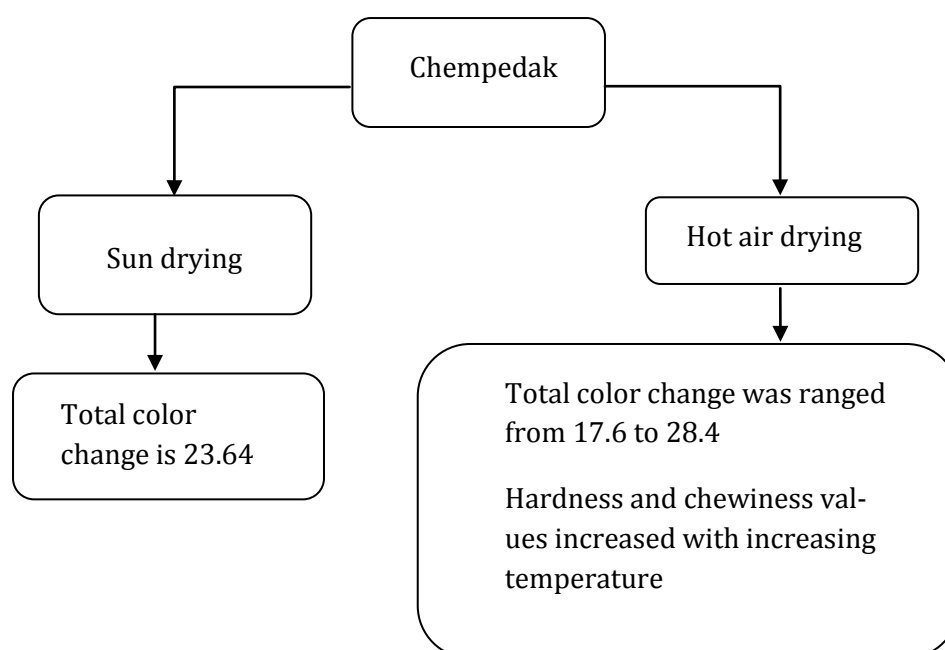 Chempedak
Sun drying
Hot air drying
Total color
change is 23.64
Total color change was ranged
from 17.6 to 28.4
Hardness and chewiness val-
ues increased with increasing
temperature